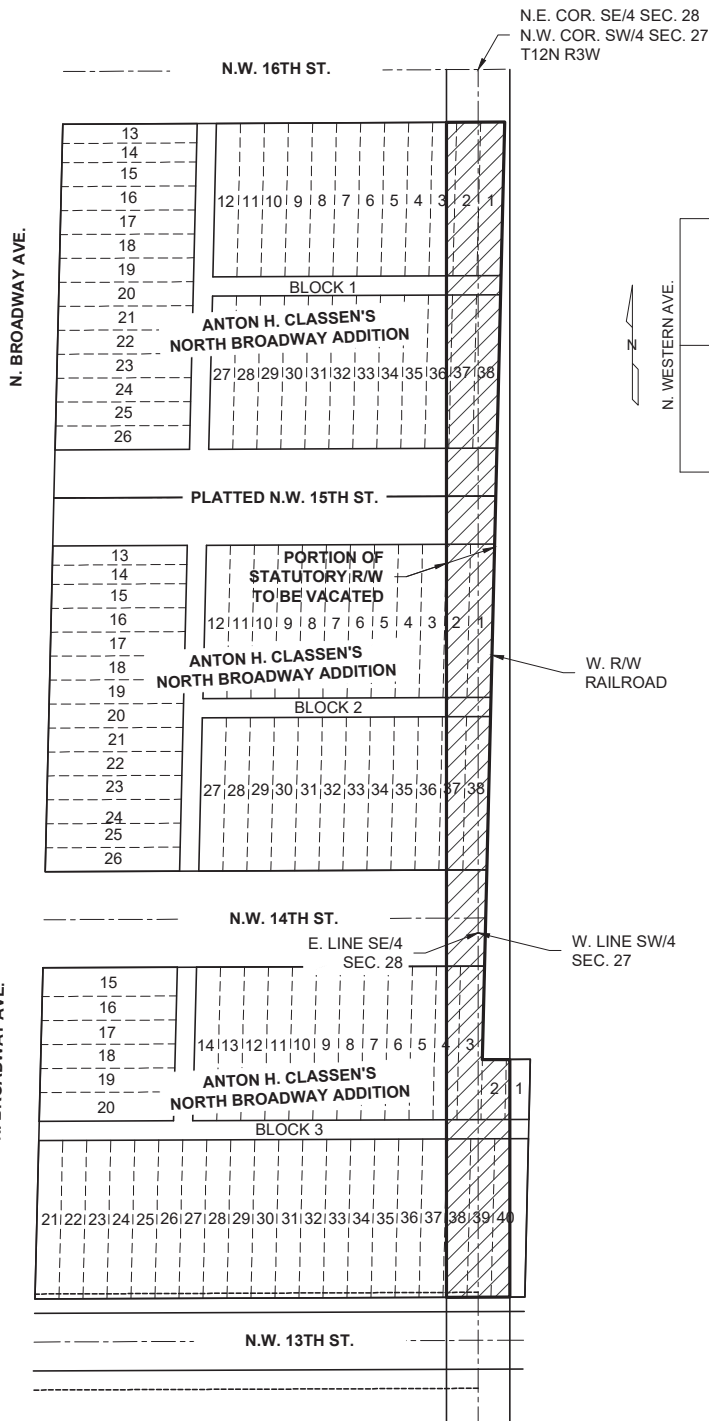 N.E. COR. SE/4 SEC. 28
N.W. COR. SW/4 SEC. 27
T12N R3W
N.W. 16TH ST.
N. BROADWAY AVE.
13
14
15
16
17
18
19
20
21
22
23
24
25
26
12 11 10 9 8 7 6 5 4 3 2 1
BLOCK 1
ANTON H. CLASSEN'S
NORTH BROADWAY ADDITION
27 28 29 30 31 32 33 34 35 36 37 38
N
N. WESTERN AVE.
PLATTED N.W. 15TH ST.
13
14
15
16
17
18
19
20
21
22
23
24
25
26
PORTION OF
STATUTORY R/W
TO BE VACATED
12 11 10 9 8 7 6 5 4 3 2 1
ANTON H. CLASSEN'S
NORTH BROADWAY ADDITION
W. R/W
RAILROAD
BLOCK 2
27 28 29 30 31 32 33 34 35 36 37 38
N.W. 14TH ST.
E. LINE SE/4
SEC. 28
W. LINE SW/4
SEC. 27
15
16
17
18
19
20
14 13 12 11 10 9 8 7 6 5 4 3
2 1
ANTON H. CLASSEN'S
NORTH BROADWAY ADDITION
BLOCK 3
21 22 23 24 25 26 27 28 29 30 31 32 33 34 35 36 37 38 39 40
N.W. 13TH ST.